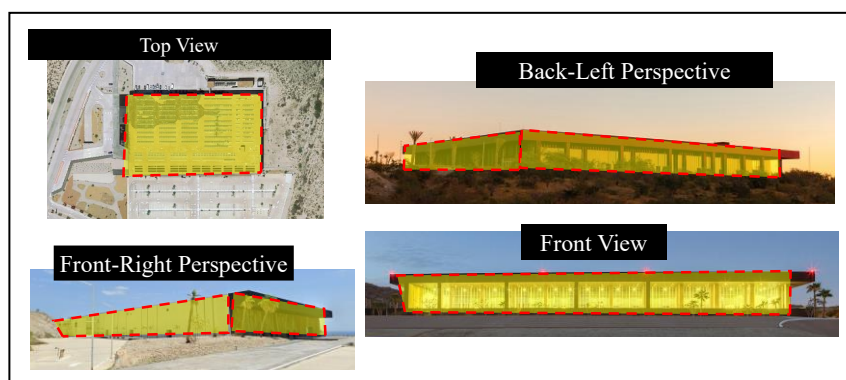 Top View
Back-Left Perspective
Front-Right Perspective
Front View